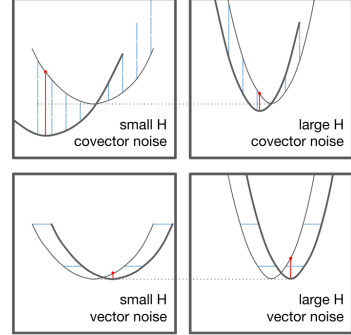 small H
covector noise
large H
covector noise
small H
vector noise
large H
vector noise